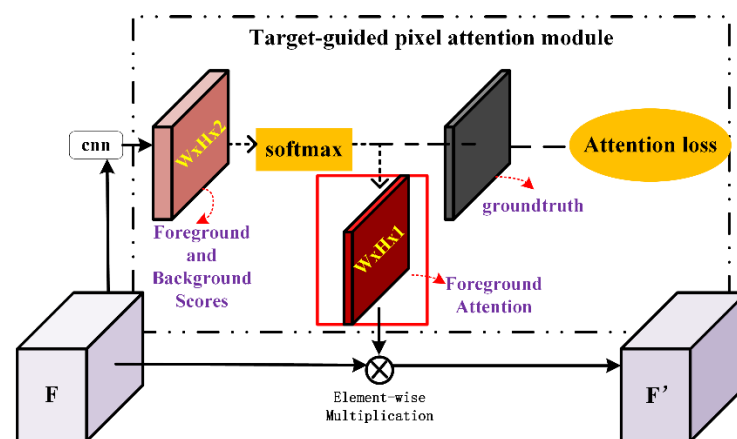 Target-guided pixel attention module
cnn
WxHx2
softmax
Attention loss
groundtruth
Foreground
and
Background
Scores
WxHx1
Forcground
Attention
F
Element-wise
Multiplication
F'